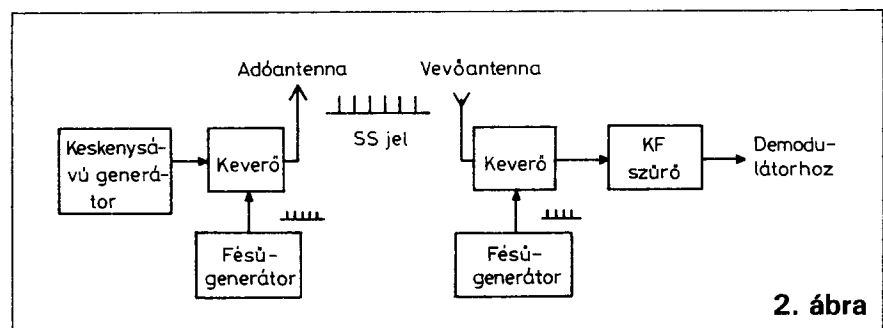 Adóantenna
Vevőantenna
SS jel
Keskenysá-
vú generá-
tor
Keverő
Keverő
KF
szűrő
Demodu-
látorhoz
Fésű-
generátor
Fésű-
generátor
2. ábra